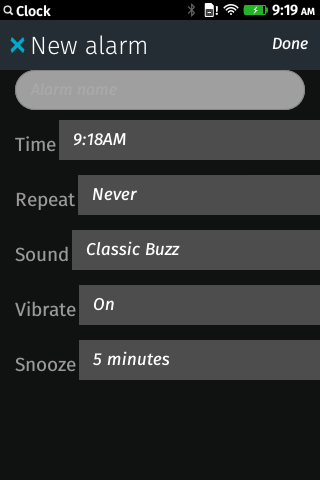 Clock 9:19 AM
New alarm Done
Alarm name
Time 9:18AM
Repeat Never
Sound Classic Buzz
Vibrate On
Snooze 5 minutes